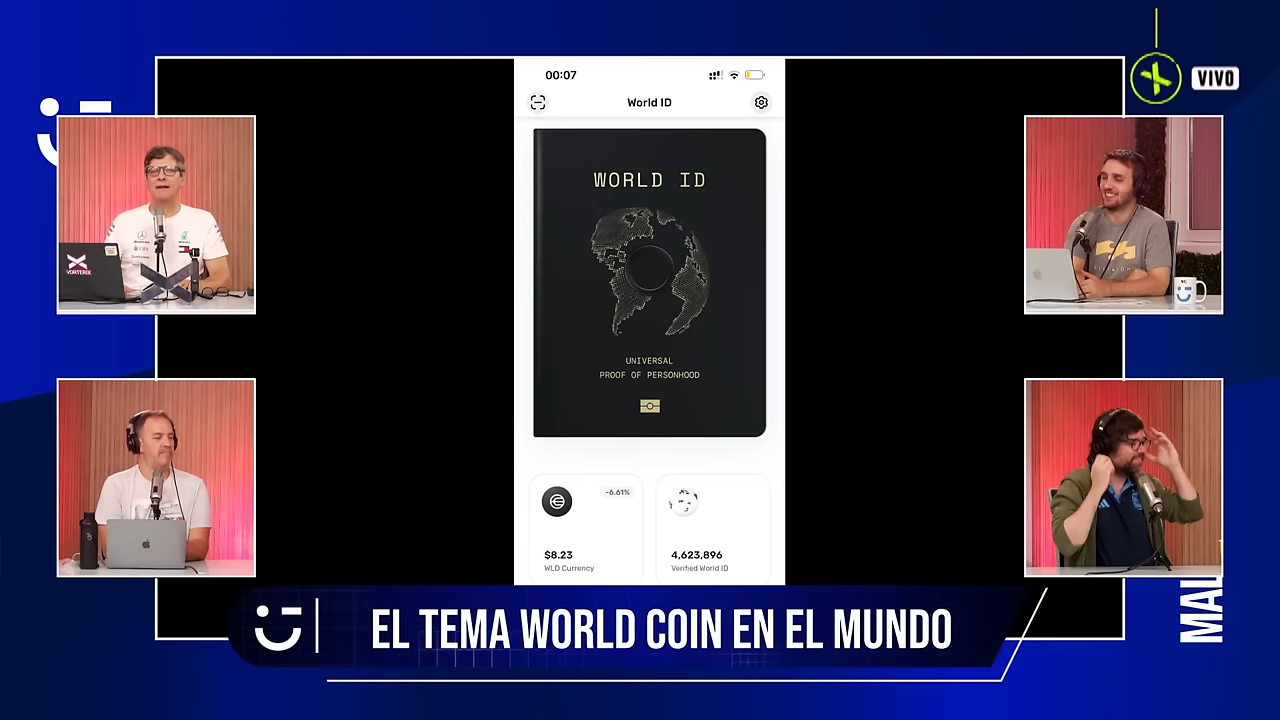 00:07
World ID
VIVO
WORLD ID
UNIVERSAL
PROOF OF PERSONHOOD
VORTERIX
-6.61%
$8.23
WLD Currency
4,623,896
Verified World ID
EL TEMA WORLD COIN EN EL MUNDO
MAL